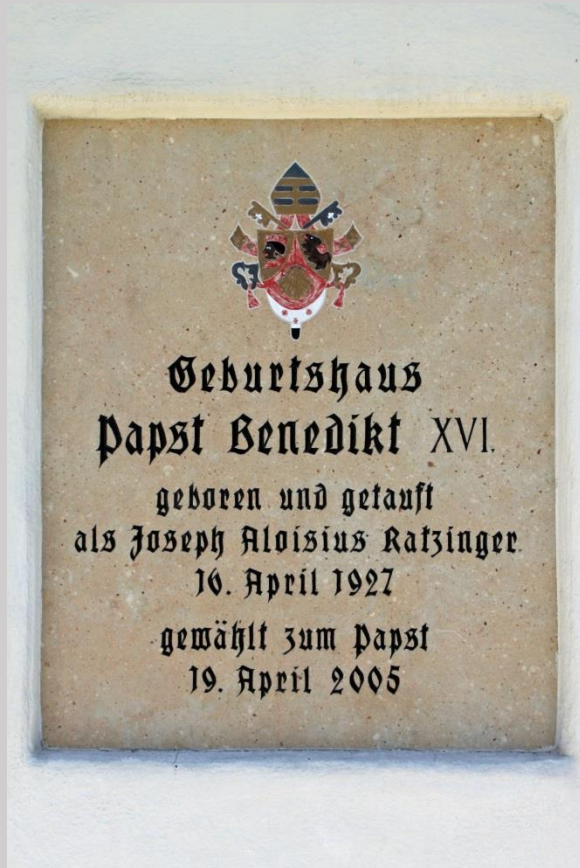 Geburtshaus
Papst Benedikt XVI.
geboren und getauft
als Joseph Aloisius Ratzinger
16. April 1927
gewählt zum Papst
19. April 2005